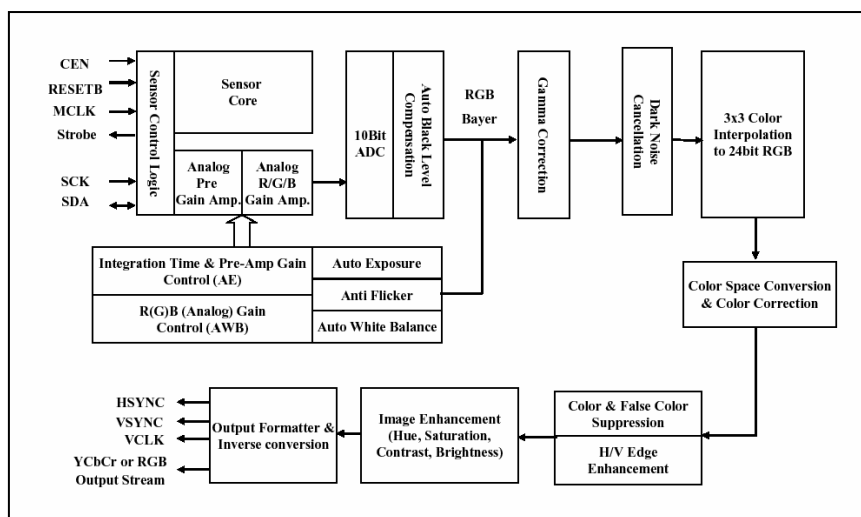 CEN
RESETB
MCLK
Strobe
SCK
SDA
Sensor Control Logic
Sensor
Core
Analog
Pre
Gain Amp.
Analog
R/G/B
Gain Amp.
10Bit
ADC
Auto Black Level
Compensation
RGB
Bayer
Gamma Correction
Dark Noise
Cancellation
3x3 Color
Interpolation
to 24bit RGB
Integration Time & Pre-Amp Gain
Control (AE)
R(G)B (Analog) Gain
Control (AWB)
Auto Exposure
Anti Flicker
Auto White Balance
Color Space Conversion
& Color Correction
Color & False Color
Suppression
H/V Edge
Enhancement
Image Enhancement
(Hue, Saturation,
Contrast, Brightness)
Output Formatter &
Inverse conversion
HSYNC
VSYNC
VCLK
YCbCr or RGB
Output Stream